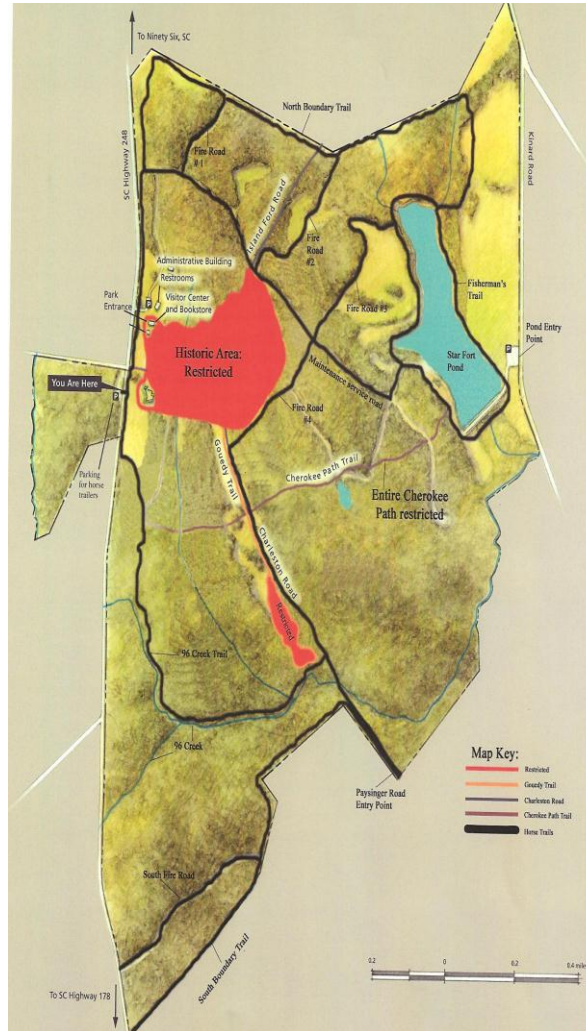 To Ninety Six, SC
North Boundary Trail
SC Highway 248
Kinard Road
Fire Road
#1
Island Ford Road
Fire
Road
#2
Administrative Building
Restrooms
Park
Entrance
P
Visitor Center
and Bookstore
Fire Road #3
Fisherman's
Trail
Historic Area:
Restricted
Star Fort
Pond
Pond Entry
Point
P
Maintenance service road
You Are Here
P
Fire Road
#4
Parking
for horse
trailers
Gouedy Trail
Cherokee Path Trail
Entire Cherokee
Path restricted
Charleston Road
Restricted
96 Creek Trail
96 Creek
Map Key:
Restricted
Gouedy Trail
Charleston Road
Cherokee Path Trail
Horse Trails
Paysinger Road
Entry Point
South Fire Road
South Boundary Trail
To SC Highway 178
0.2
0
0.2
0.4 mile